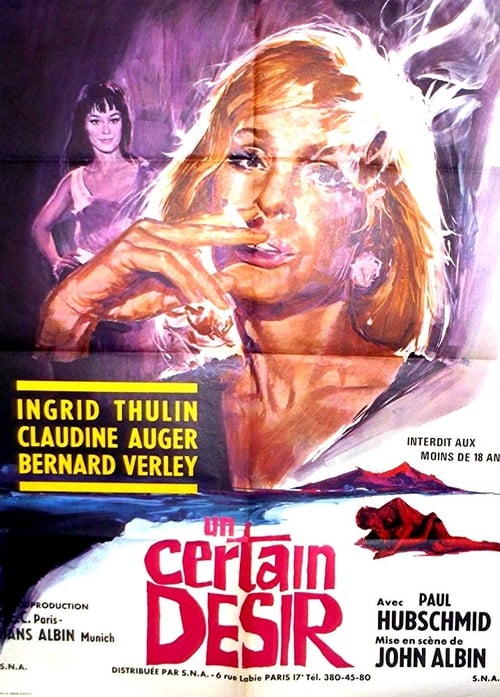 INGRID THULIN
CLAUDINE AUGER
BERNARD VERLEY
INTERDIT AUX
MOINS DE 18 AN
un
certain
DESIR
PRODUCTION
C. Paris-
ANS ALBIN Munich
S.N.A.
Avec PAUL
HUBSCHMID
Mise en scène de
JOHN ALBIN
DISTRIBUÉE PAR S.N.A. - 6 rue Labie PARIS 17e Tél. 380-45-80
S.N.A.